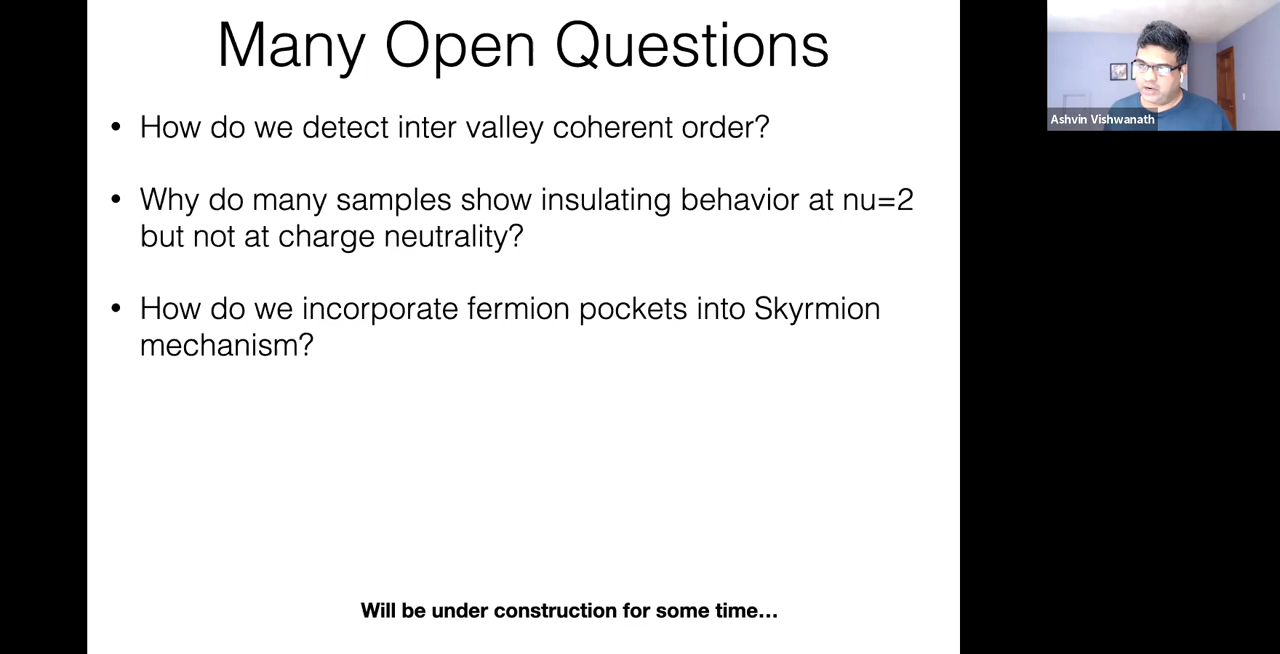 Many Open Questions
• How do we detect inter valley coherent order?
• Why do many samples show insulating behavior at nu=2
but not at charge neutrality?
• How do we incorporate fermion pockets into Skyrmion
mechanism?
Will be under construction for some time...
Ashvin Vishwanath